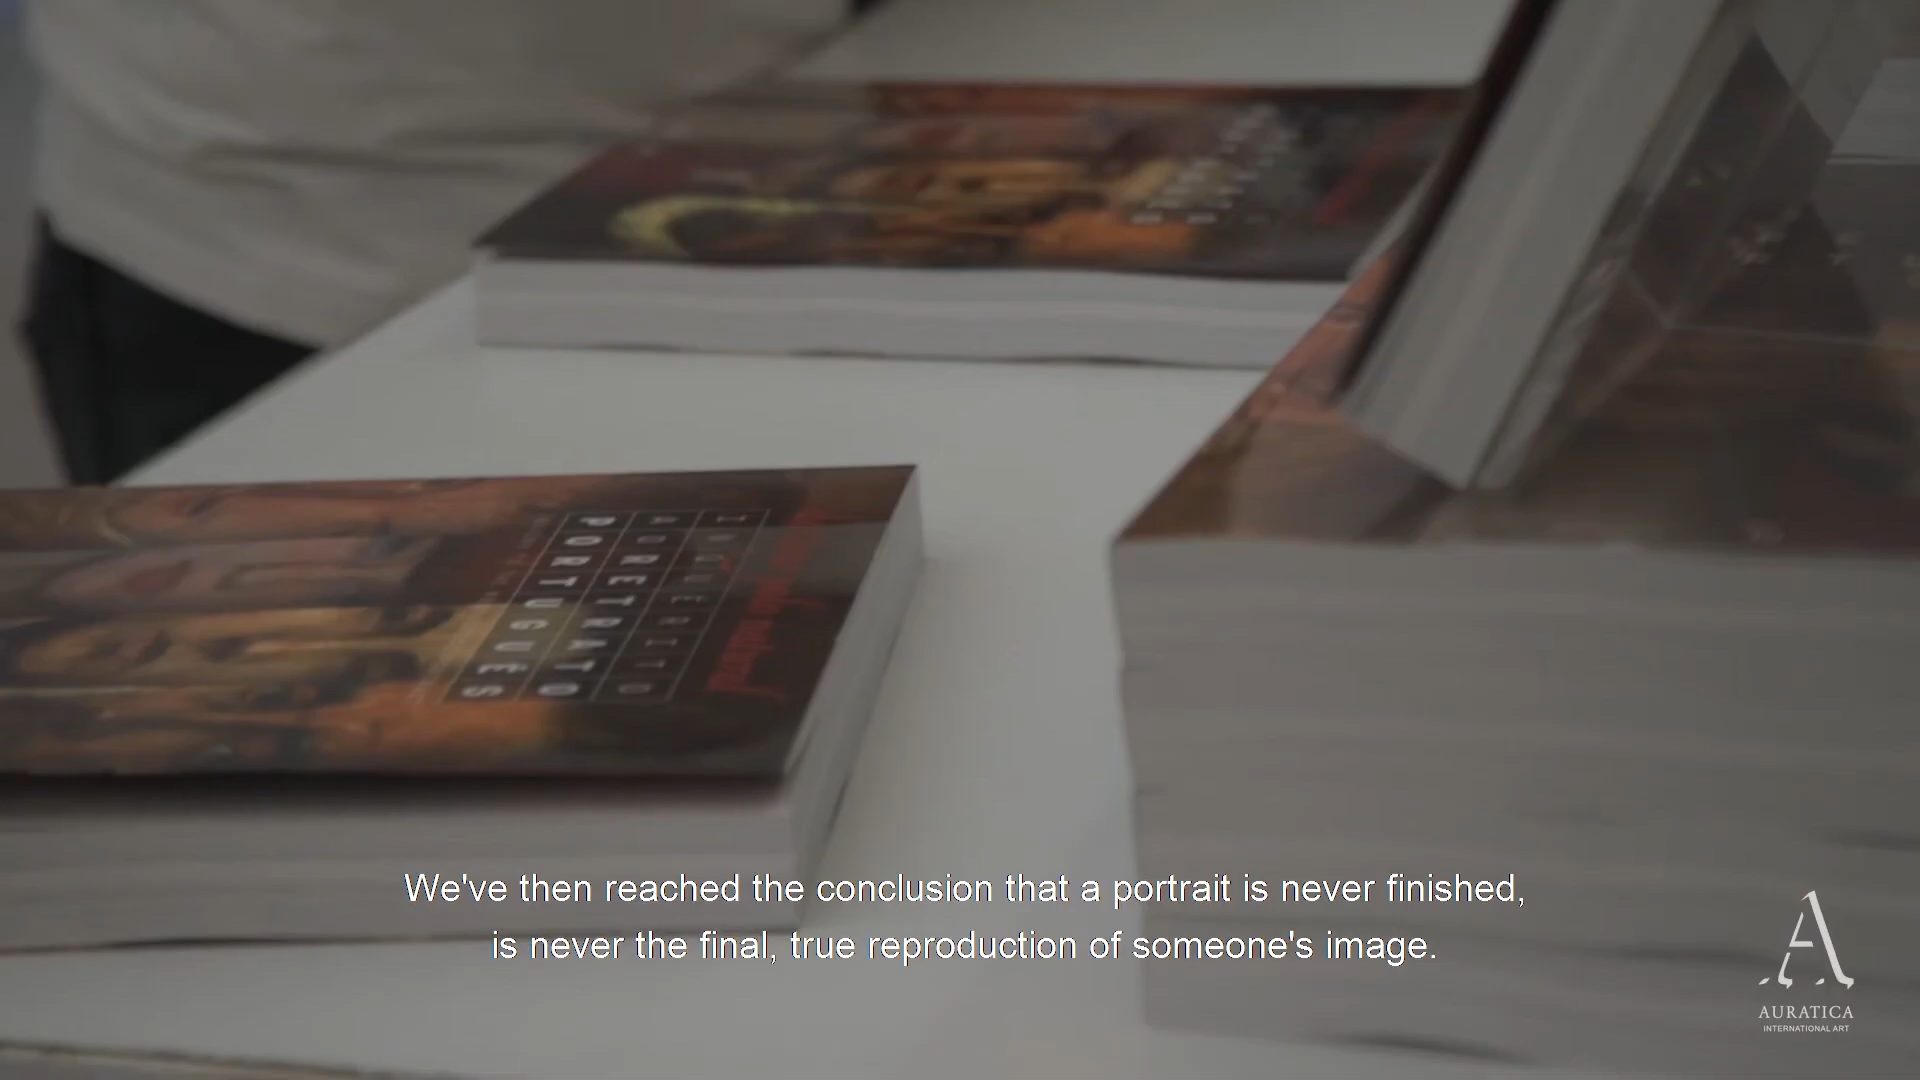 INQUÉRITO
AO RETRATO
PORTUGUÊS
We've then reached the conclusion that a portrait is never finished,
is never the final, true reproduction of someone's image.
AURATICA
INTERNATIONAL ART